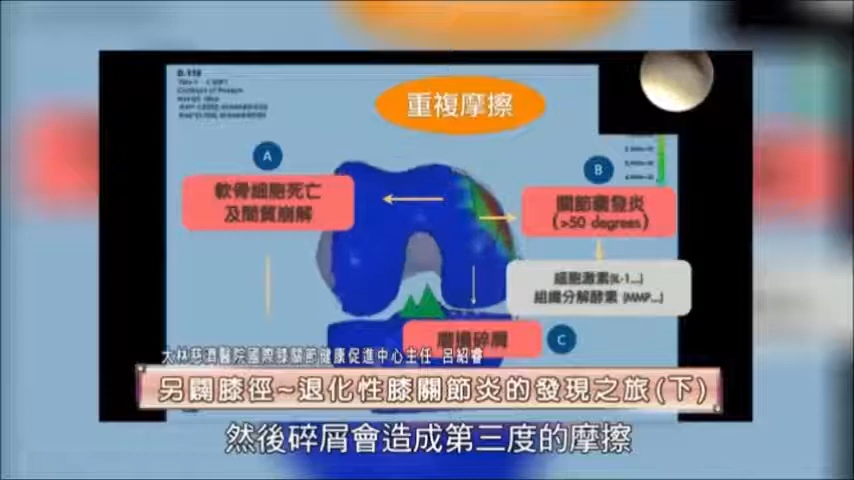 重複摩擦
A
軟骨細胞死亡
及間質崩解
B
關節囊發炎
(>50 degrees)
細胞激素(IL-1...)
組織分解酵素 (MMP...)
磨損碎屑
C
大林慈濟醫院國際膝關節健康促進中心主任 呂紹睿
另闢膝徑~退化性膝關節炎的發現之旅(下)
然後碎屑會造成第三度的摩擦